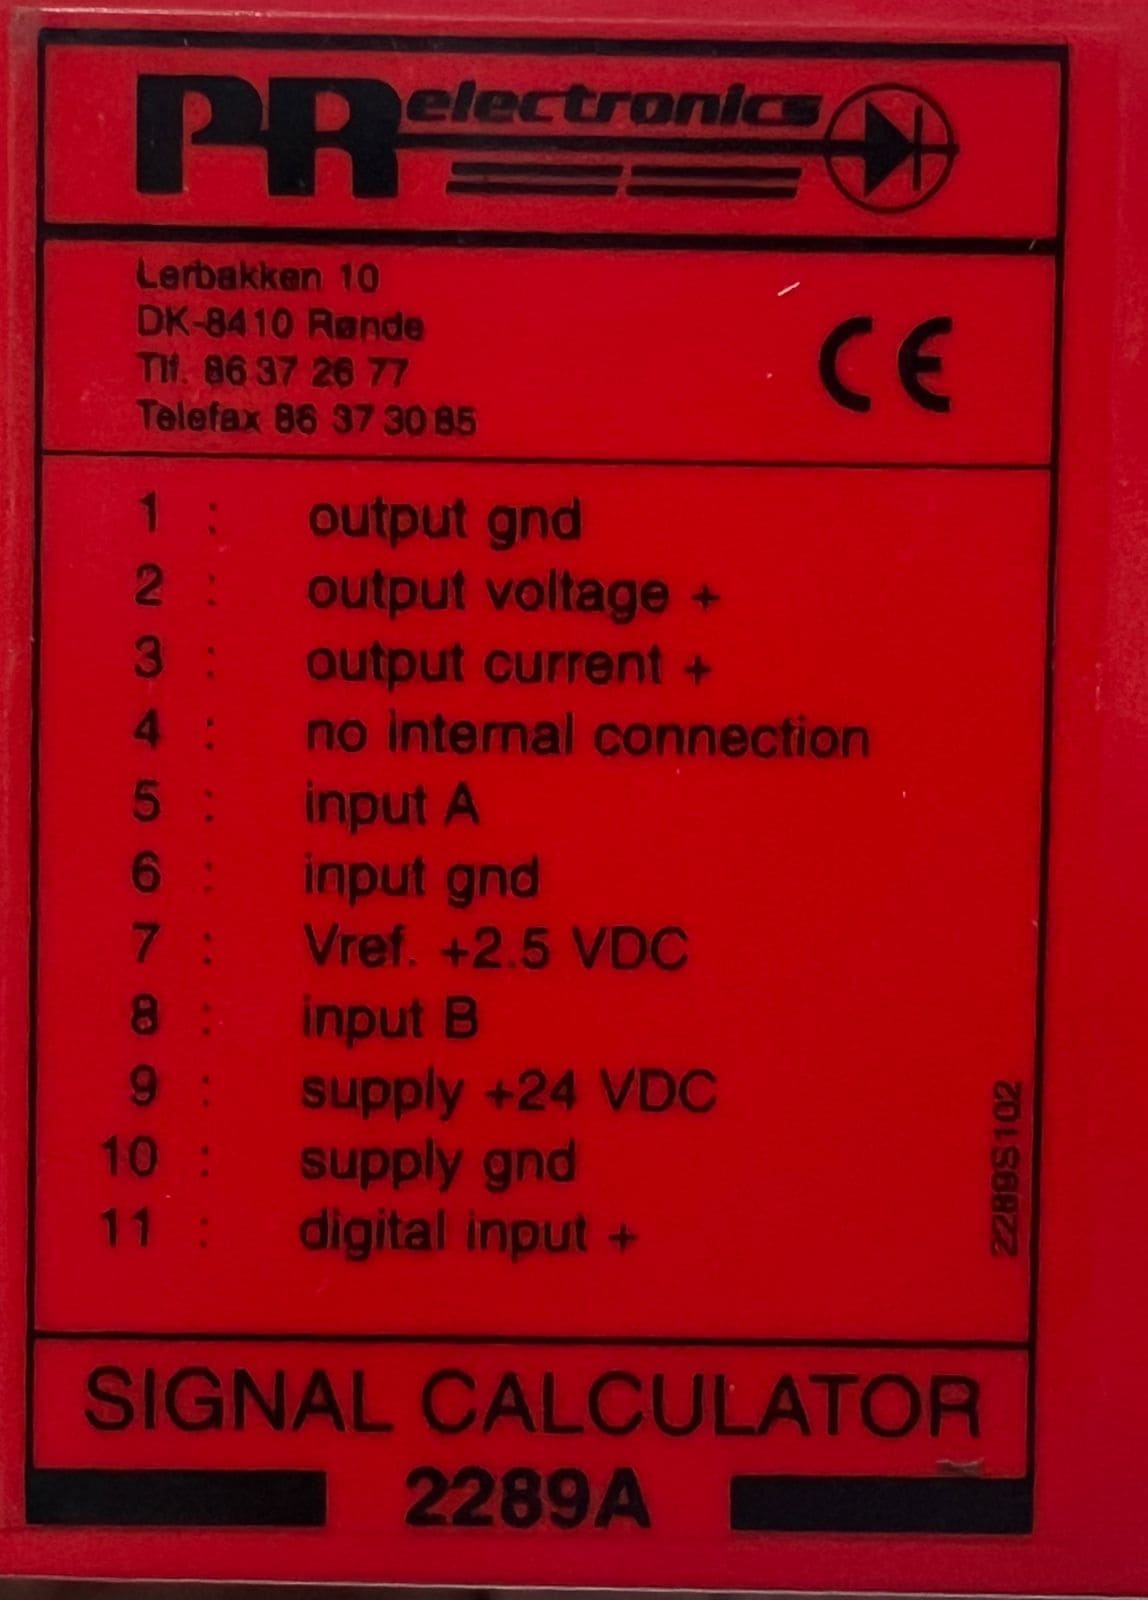 PR electronics
Lerbakken 10
DK-8410 Rønde
Tlf. 86 37 26 77
Telefax 86 37 30 85
CE
1 : output gnd
2 : output voltage +
3 : output current +
4 : no internal connection
5 : input A
6 : input gnd
7 : Vref. +2.5 VDC
8 : input B
9 : supply +24 VDC
10 : supply gnd
11 : digital input +
2289S102
SIGNAL CALCULATOR
2289A